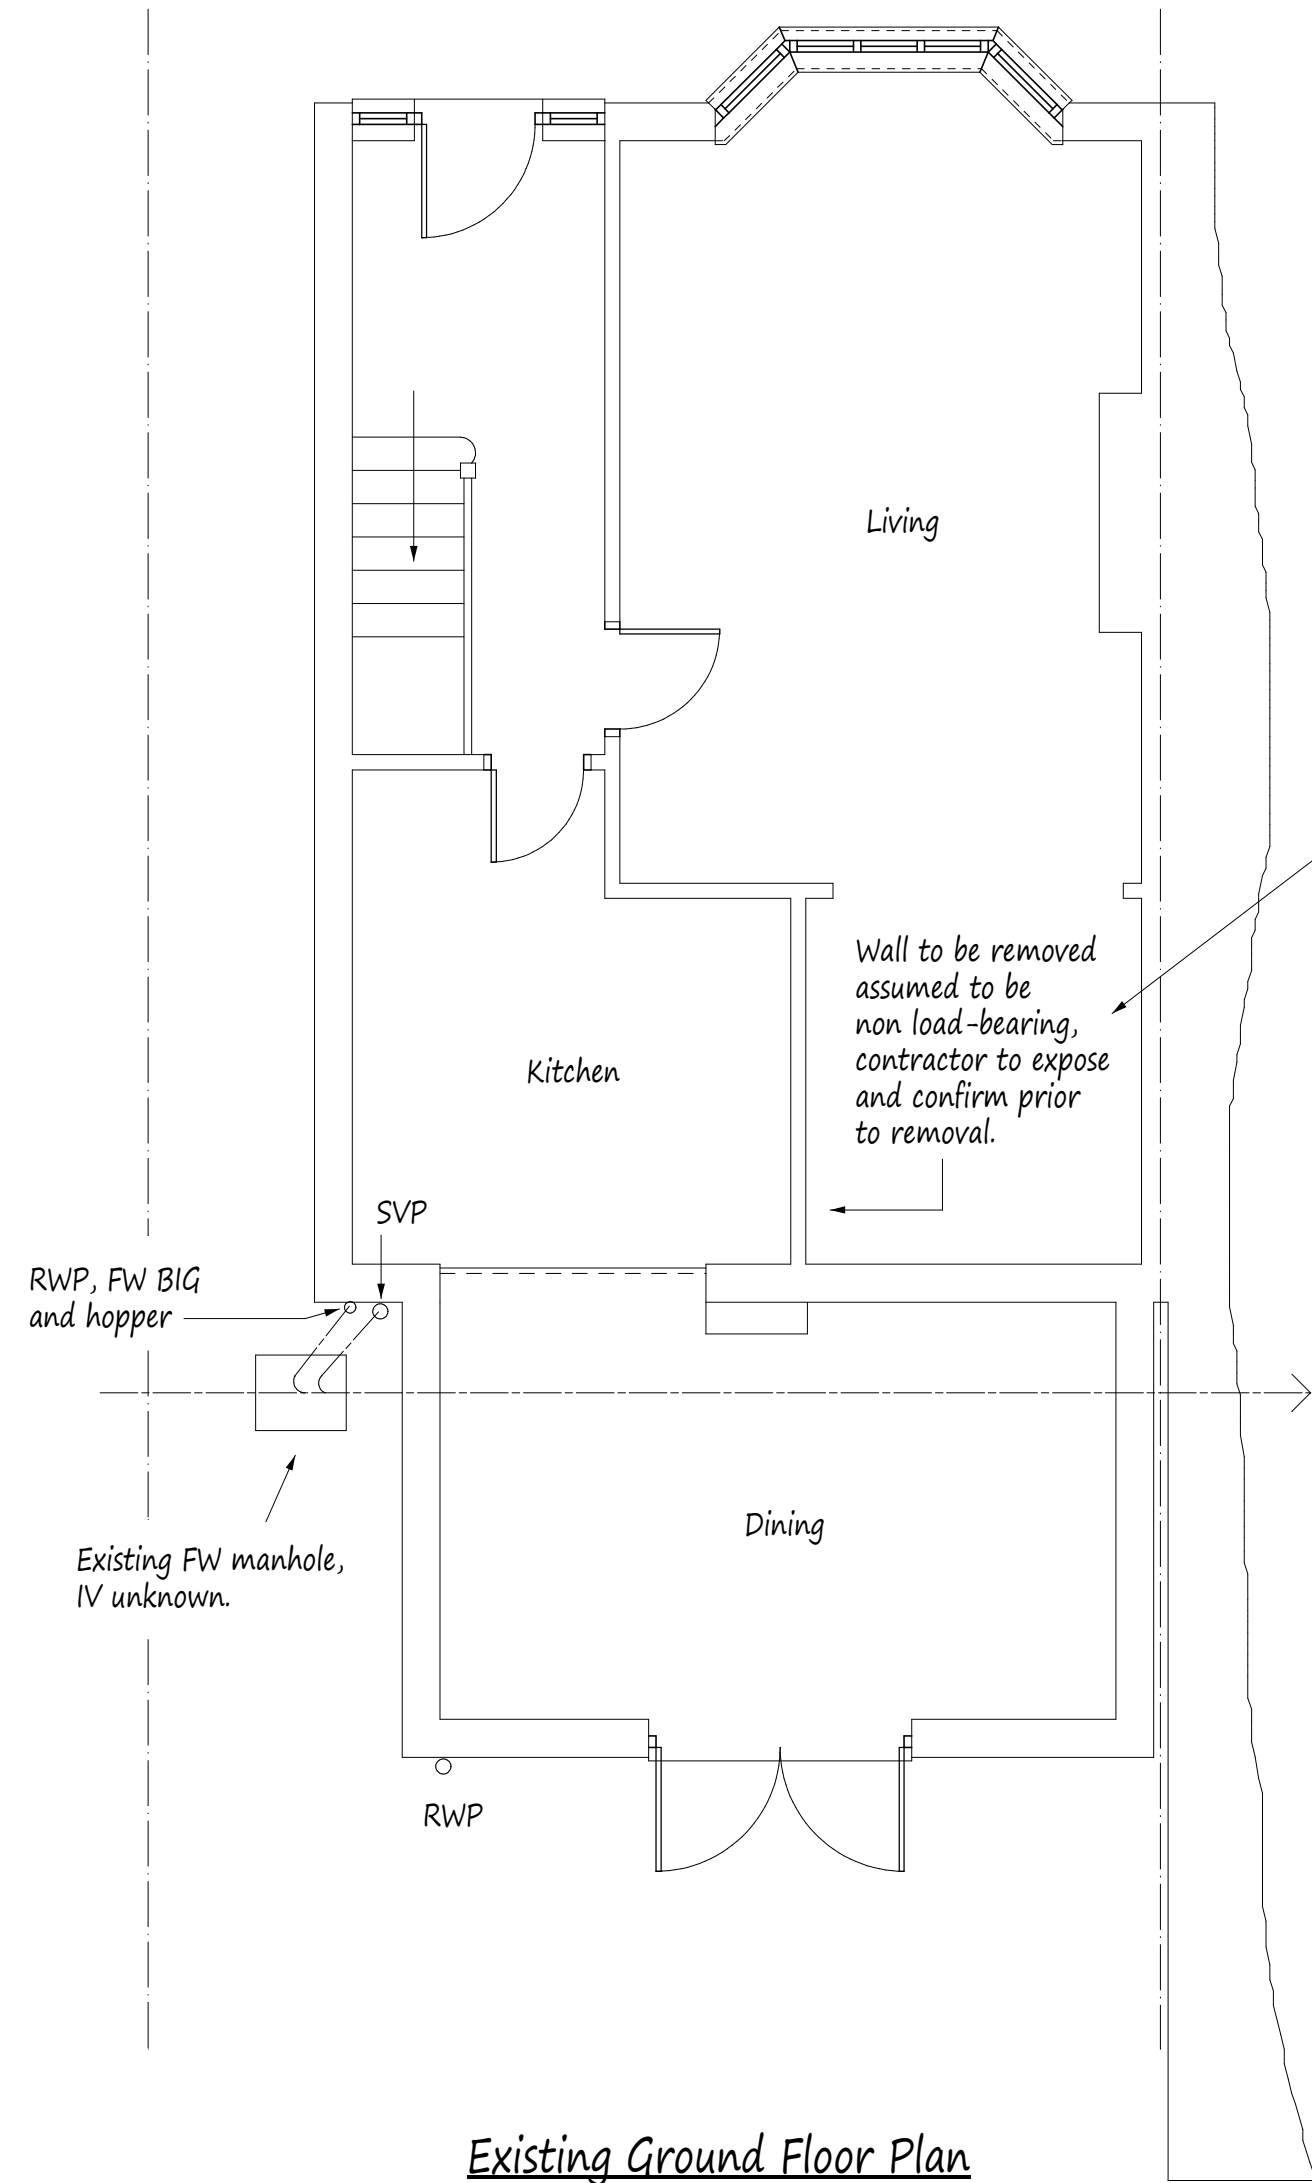 Living
Wall to be removed
assumed to be
non load-bearing,
contractor to expose
and confirm prior
to removal.
Kitchen
SVP
RWP, FW BIG
and hopper
Dining
Existing FW manhole,
IV unknown.
RWP
Existing Ground Floor Plan